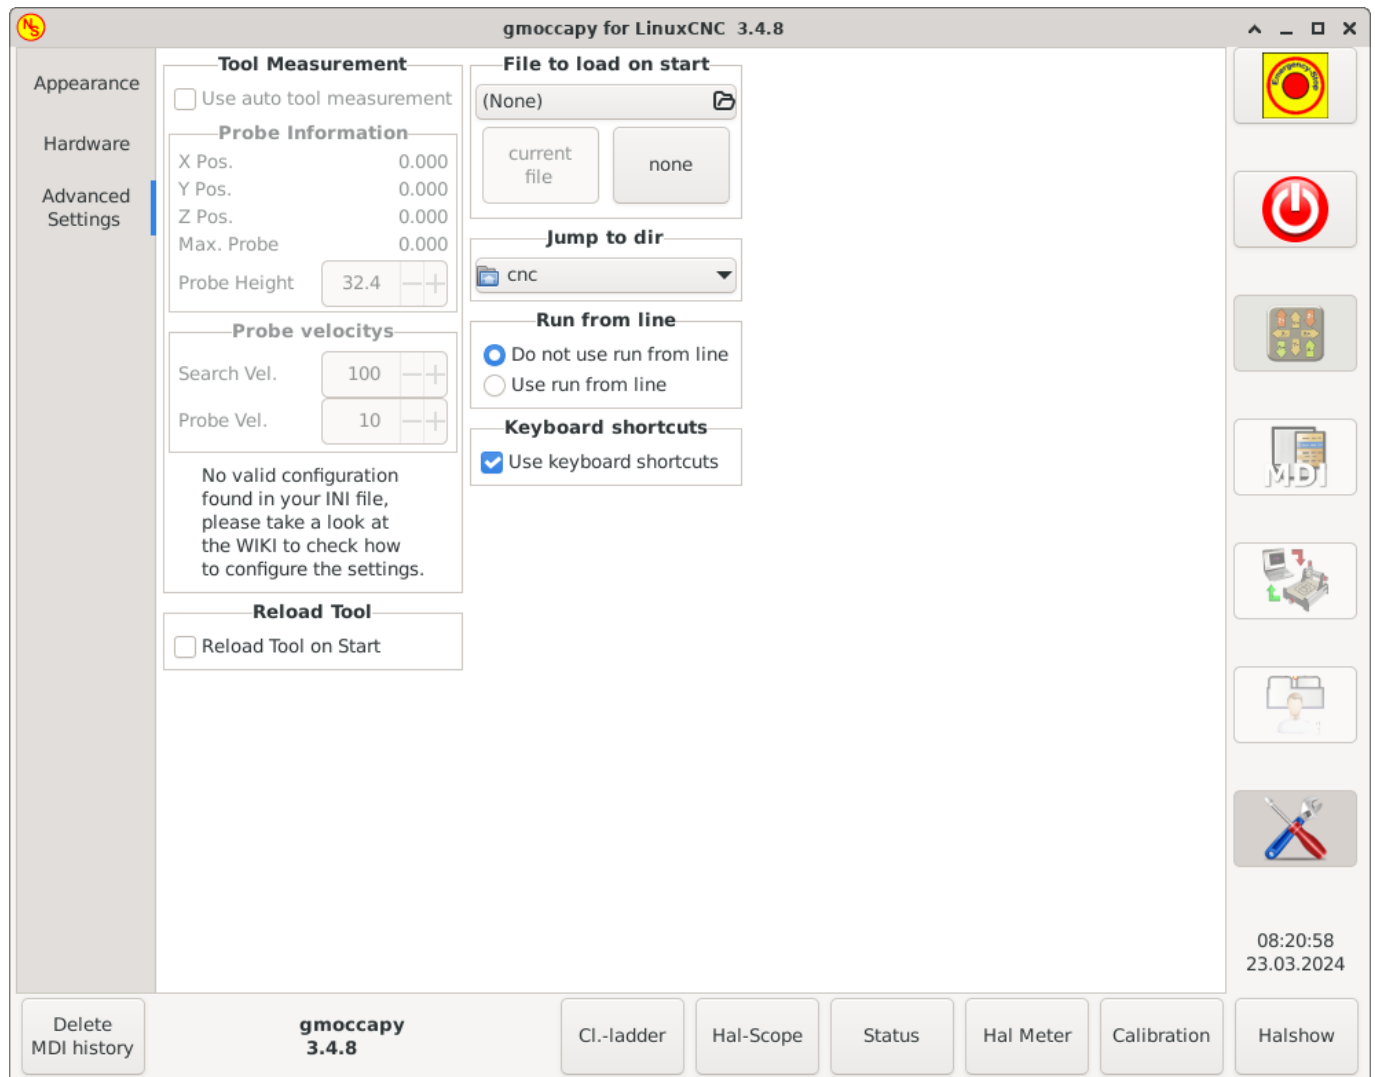 NS
gmoccapy for LinuxCNC 3.4.8
Appearance
Hardware
Advanced
Settings
Tool Measurement
Use auto tool measurement
Probe Information
X Pos. 0.000
Y Pos. 0.000
Z Pos. 0.000
Max. Probe 0.000
Probe Height 32.4
Probe velocitys
Search Vel. 100
Probe Vel. 10
No valid configuration
found in your INI file,
please take a look at
the WIKI to check how
to configure the settings.
Reload Tool
Reload Tool on Start
File to load on start
(None)
current
file
none
Jump to dir
cnc
Run from line
Do not use run from line
Use run from line
Keyboard shortcuts
Use keyboard shortcuts
Emergency-Stop
MDI
08:20:58
23.03.2024
Delete
MDI history
gmoccapy
3.4.8
Cl.-ladder
Hal-Scope
Status
Hal Meter
Calibration
Halshow